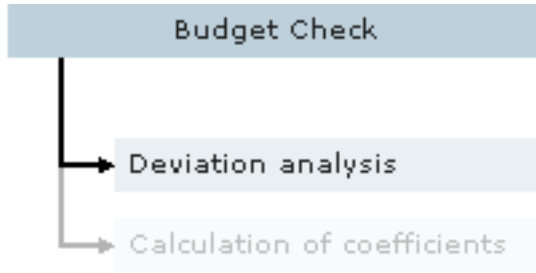 Budget Check
Deviation analysis
Calculation of coefficients